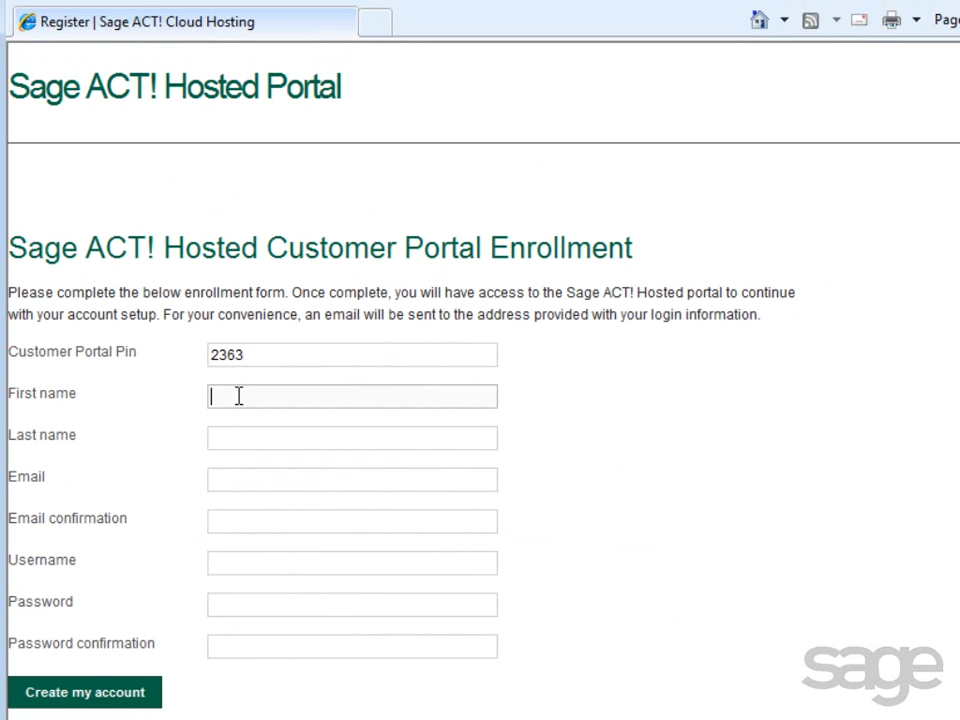 Register | Sage ACT! Cloud Hosting
Page
Sage ACT! Hosted Portal
Sage ACT! Hosted Customer Portal Enrollment
Please complete the below enrollment form. Once complete, you will have access to the Sage ACT! Hosted portal to continue
with your account setup. For your convenience, an email will be sent to the address provided with your login information.
Customer Portal Pin 2363
First name
Last name
Email
Email confirmation
Username
Password
Password confirmation
Create my account
sage